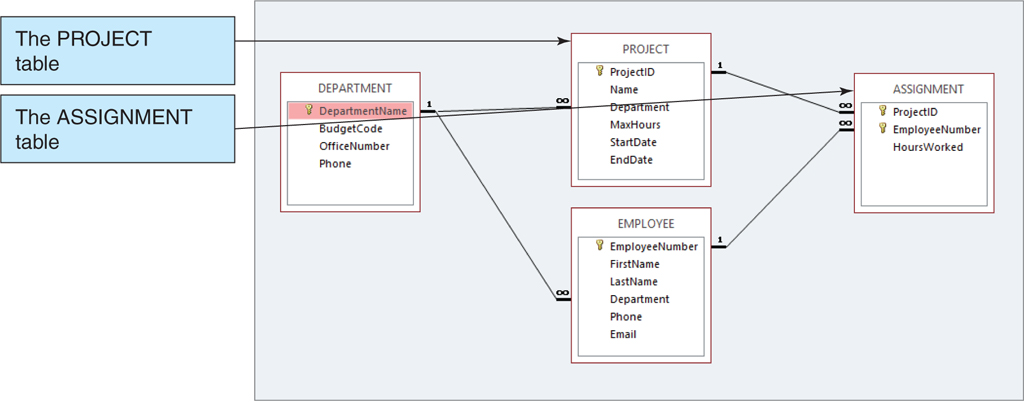 The PROJECT
table
The ASSIGNMENT
table
DEPARTMENT
DepartmentName
BudgetCode
OfficeNumber
Phone
1
∞
∞
PROJECT
ProjectID
Name
Department
MaxHours
StartDate
EndDate
1
EMPLOYEE
EmployeeNumber
FirstName
LastName
Department
Phone
Email
1
∞
∞
ASSIGNMENT
ProjectID
EmployeeNumber
HoursWorked